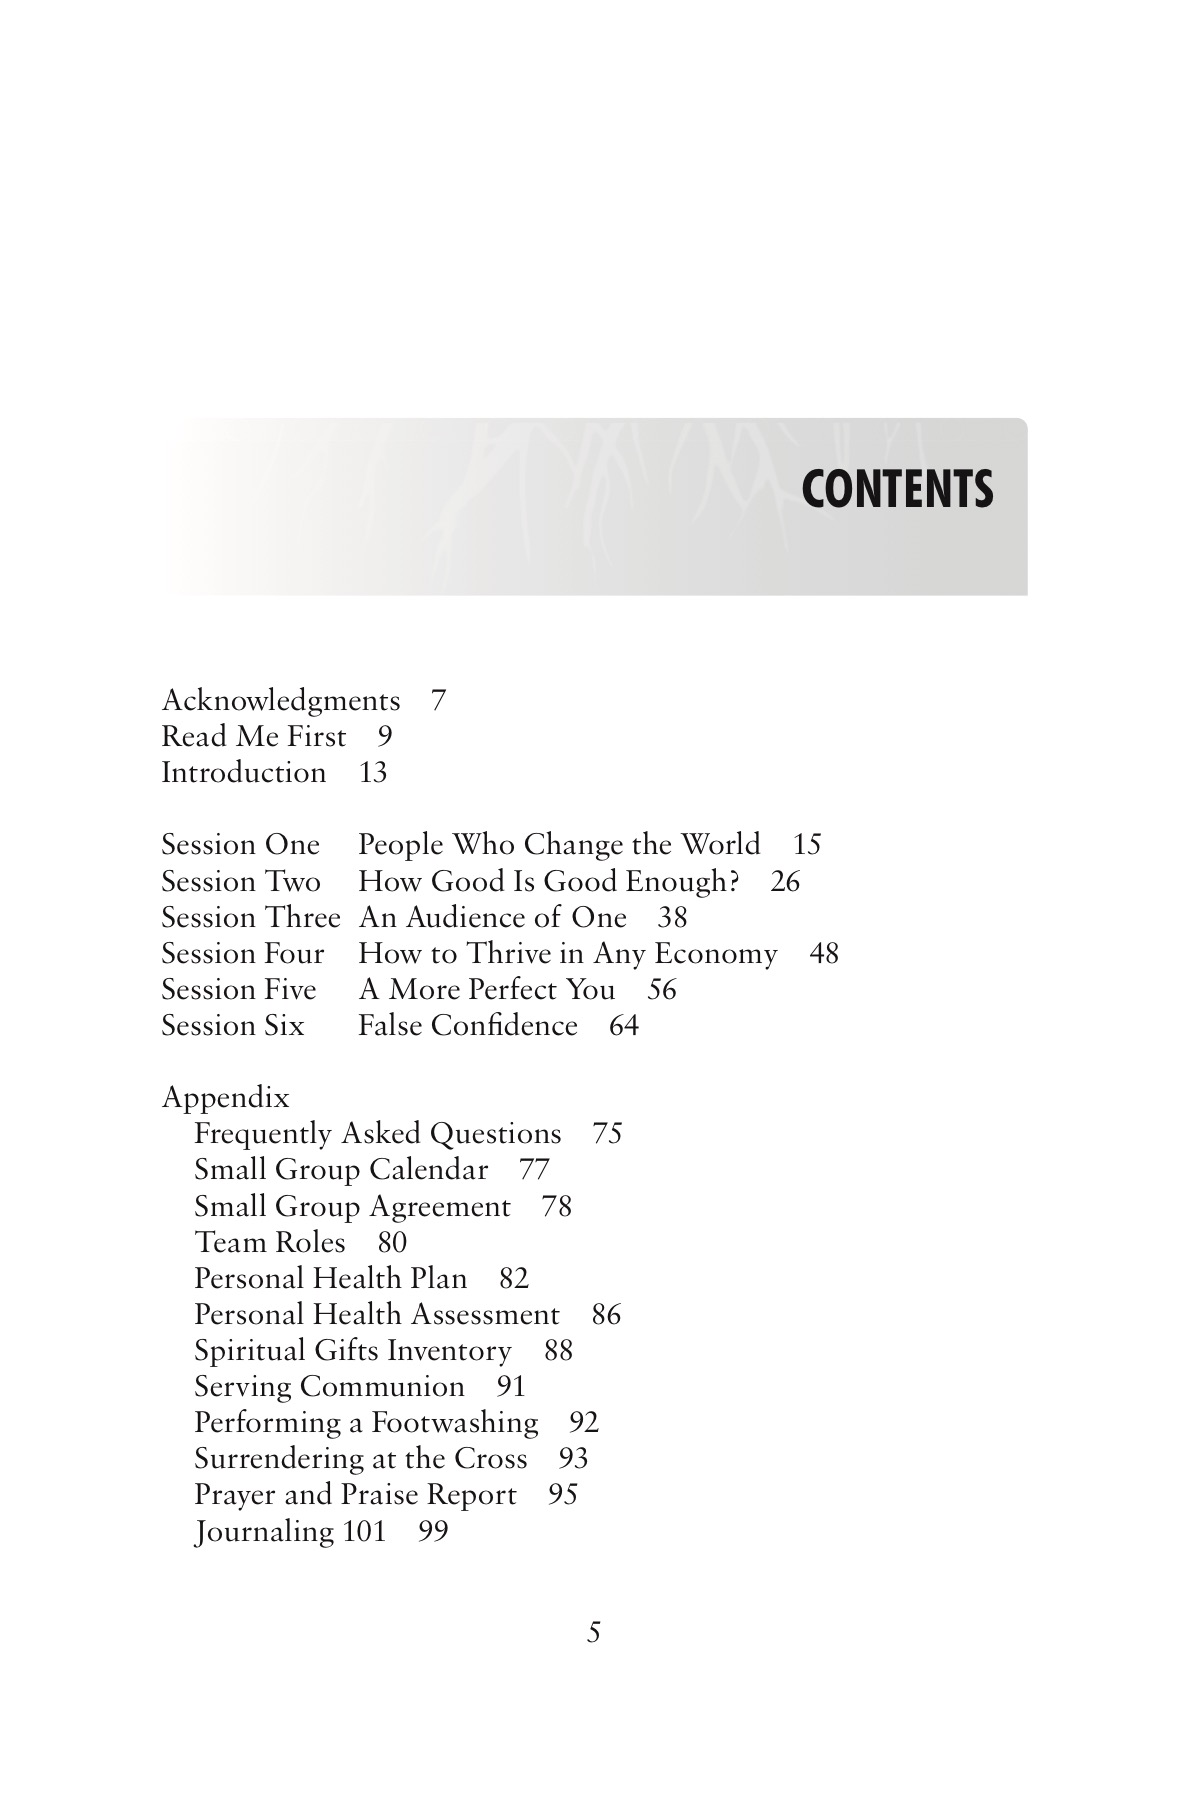 CONTENTS
Acknowledgments 7
Read Me First 9
Introduction 13
Session One People Who Change the World 15
Session Two How Good Is Good Enough? 26
Session Three An Audience of One 38
Session Four How to Thrive in Any Economy 48
Session Five A More Perfect You 56
Session Six False Confidence 64
Appendix
Frequently Asked Questions 75
Small Group Calendar 77
Small Group Agreement 78
Team Roles 80
Personal Health Plan 82
Personal Health Assessment 86
Spiritual Gifts Inventory 88
Serving Communion 91
Performing a Footwashing 92
Surrendering at the Cross 93
Prayer and Praise Report 95
Journaling 101 99
5